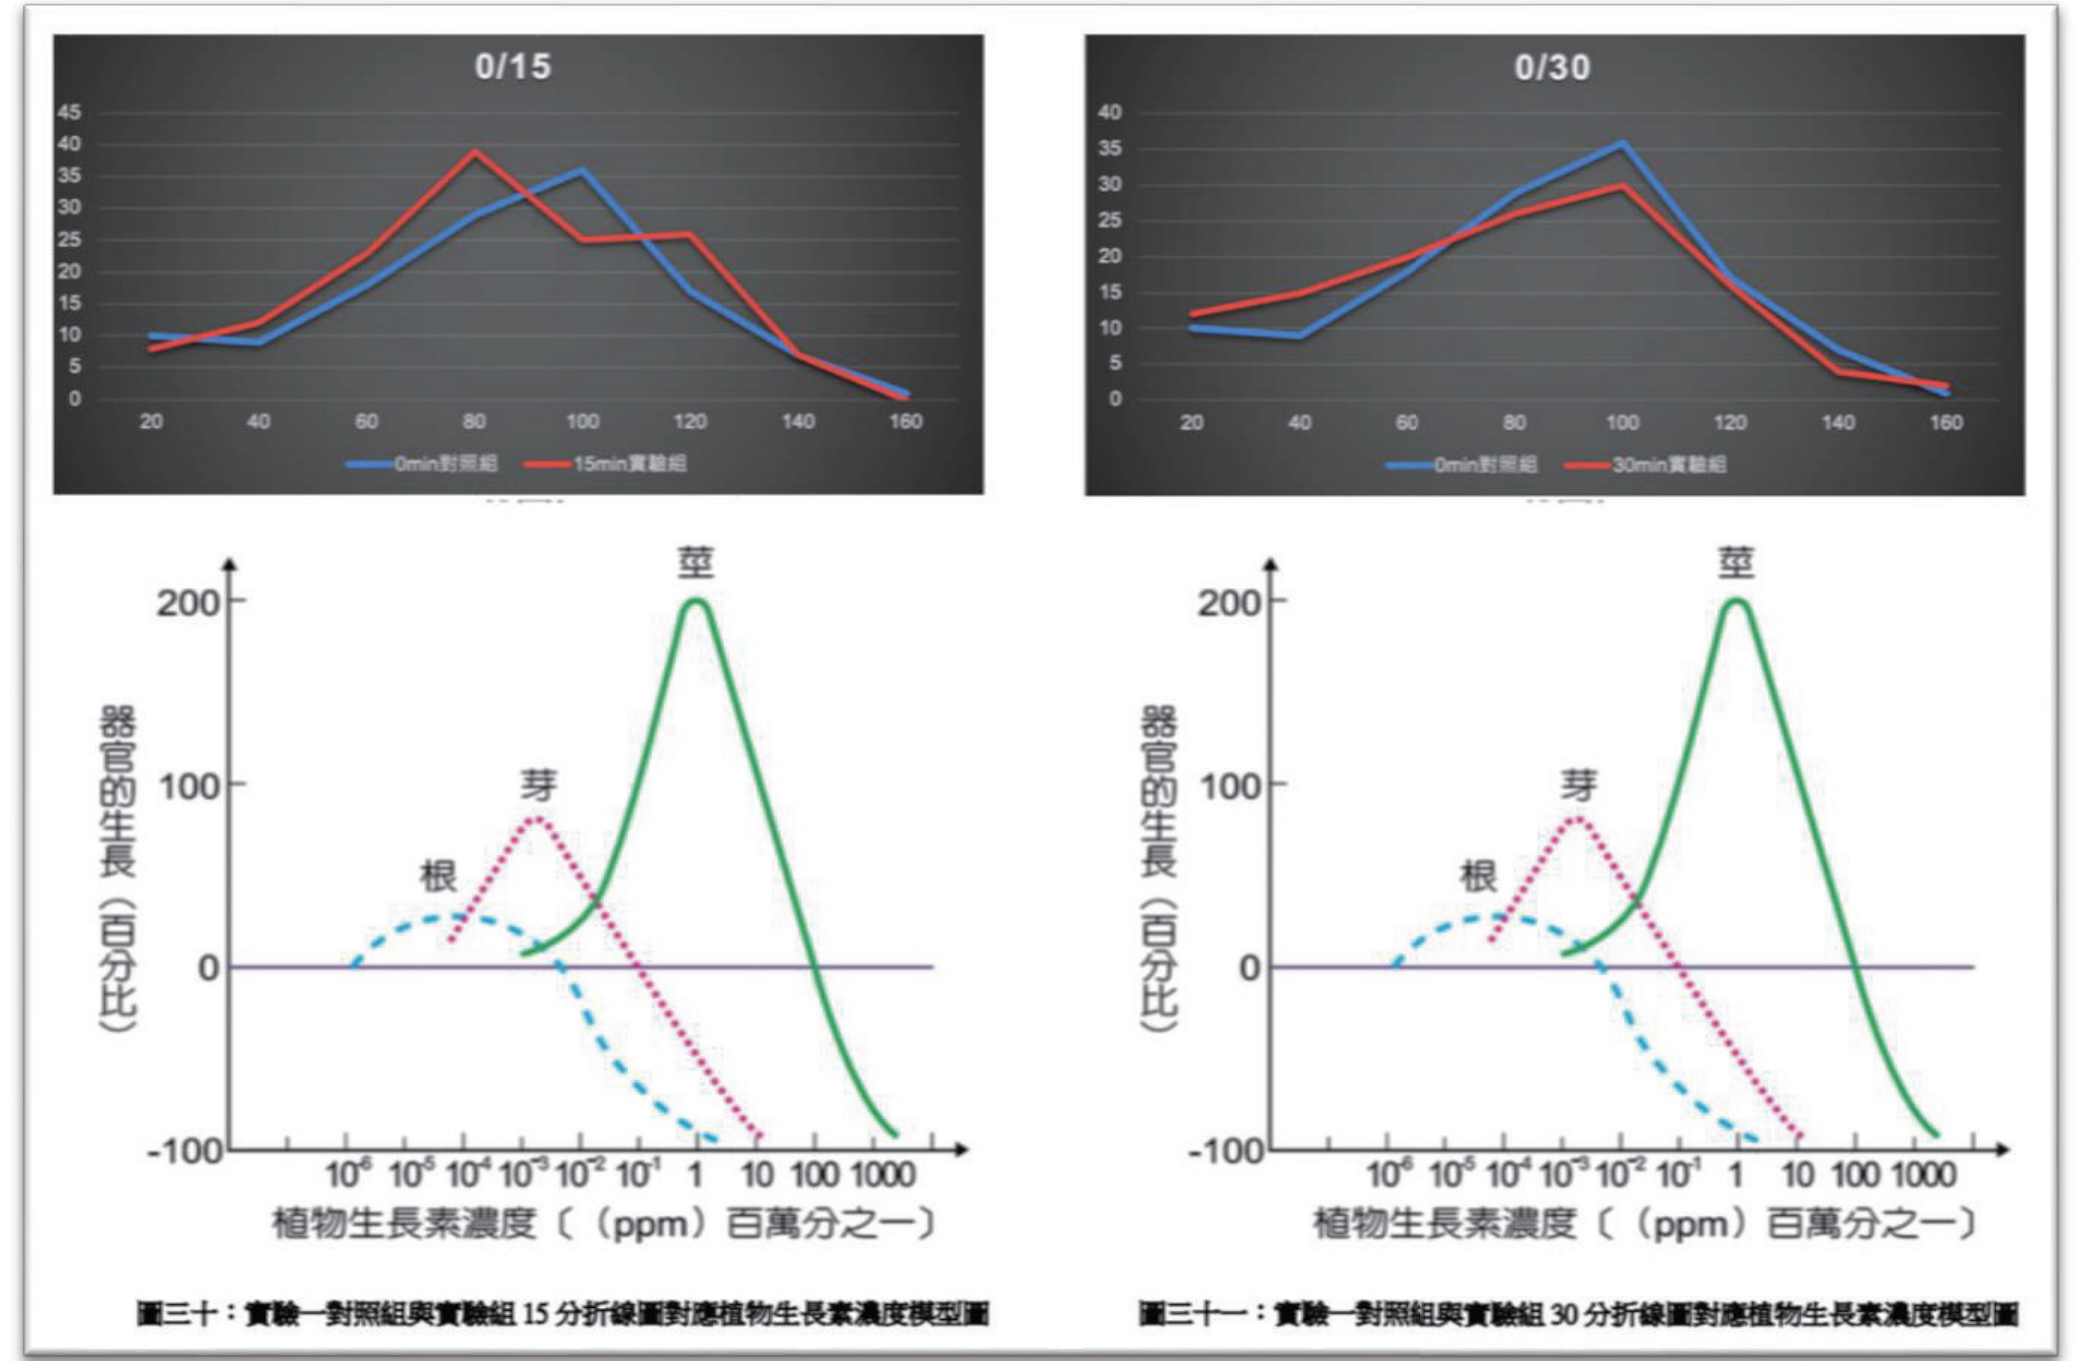 0/15
45
40
35
30
25
20
15
10
5
0
20 40 60 80 100 120 140 160
0min對照組 15min實驗組
0/30
40
35
30
25
20
15
10
5
0
20 40 60 80 100 120 140 160
0min對照組 30min實驗組
莖
200
芽
100
根
0
-100
器官的生長（百分比）
10⁻⁶ 10⁻⁵ 10⁻⁴ 10⁻³ 10⁻² 10⁻¹ 1 10 100 1000
植物生長素濃度〔（ppm）百萬分之一〕
圖三十：實驗一對照組與實驗組 15 分折線圖對應植物生長素濃度模型圖
莖
200
芽
100
根
0
-100
器官的生長（百分比）
10⁻⁶ 10⁻⁵ 10⁻⁴ 10⁻³ 10⁻² 10⁻¹ 1 10 100 1000
植物生長素濃度〔（ppm）百萬分之一〕
圖三十一：實驗一對照組與實驗組 30 分折線圖對應植物生長素濃度模型圖